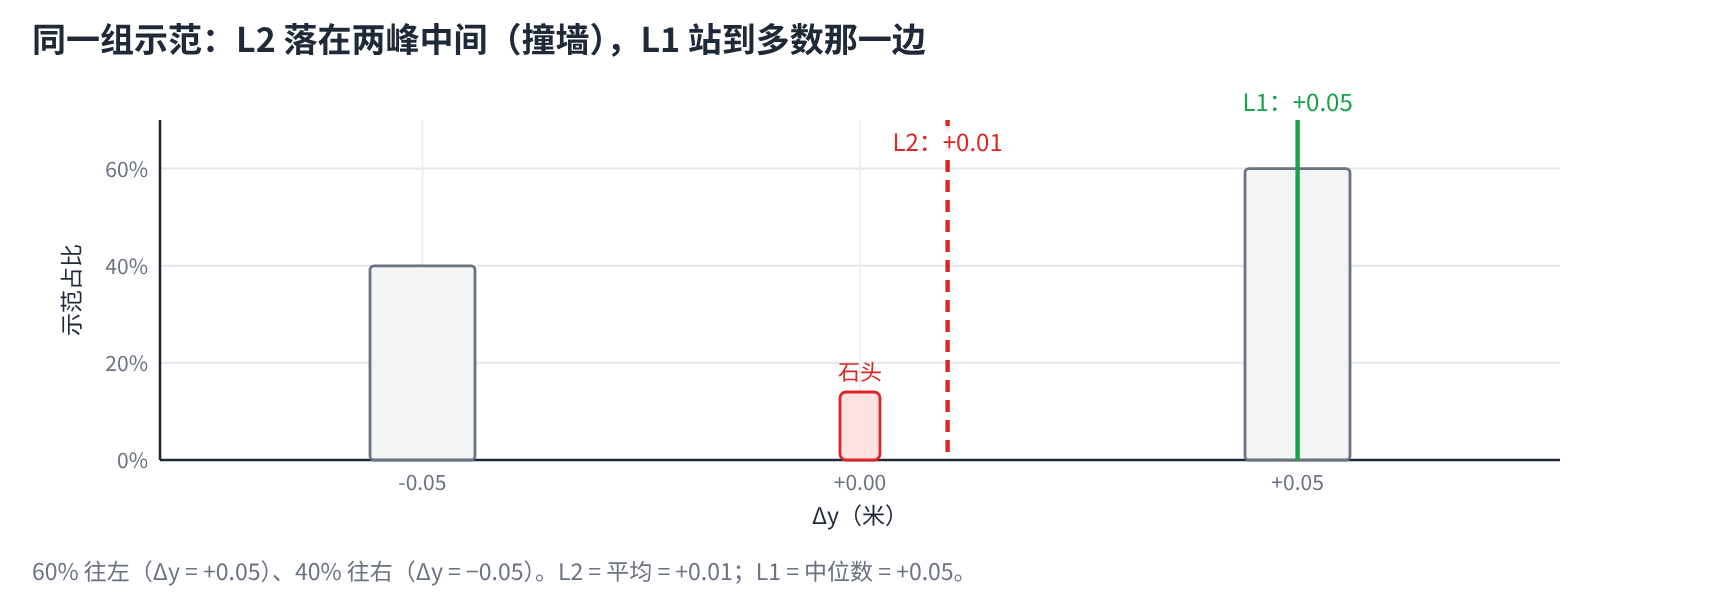 同一组示范：L2 落在两峰中间（撞墙），L1 站到多数那一边
L1：+0.05
L2：+0.01
60%
40%
20%
0%
示范占比
石头
-0.05
+0.00
+0.05
Δy（米）
60% 往左（Δy = +0.05）、40% 往右（Δy = −0.05）。L2 = 平均 = +0.01；L1 = 中位数 = +0.05。